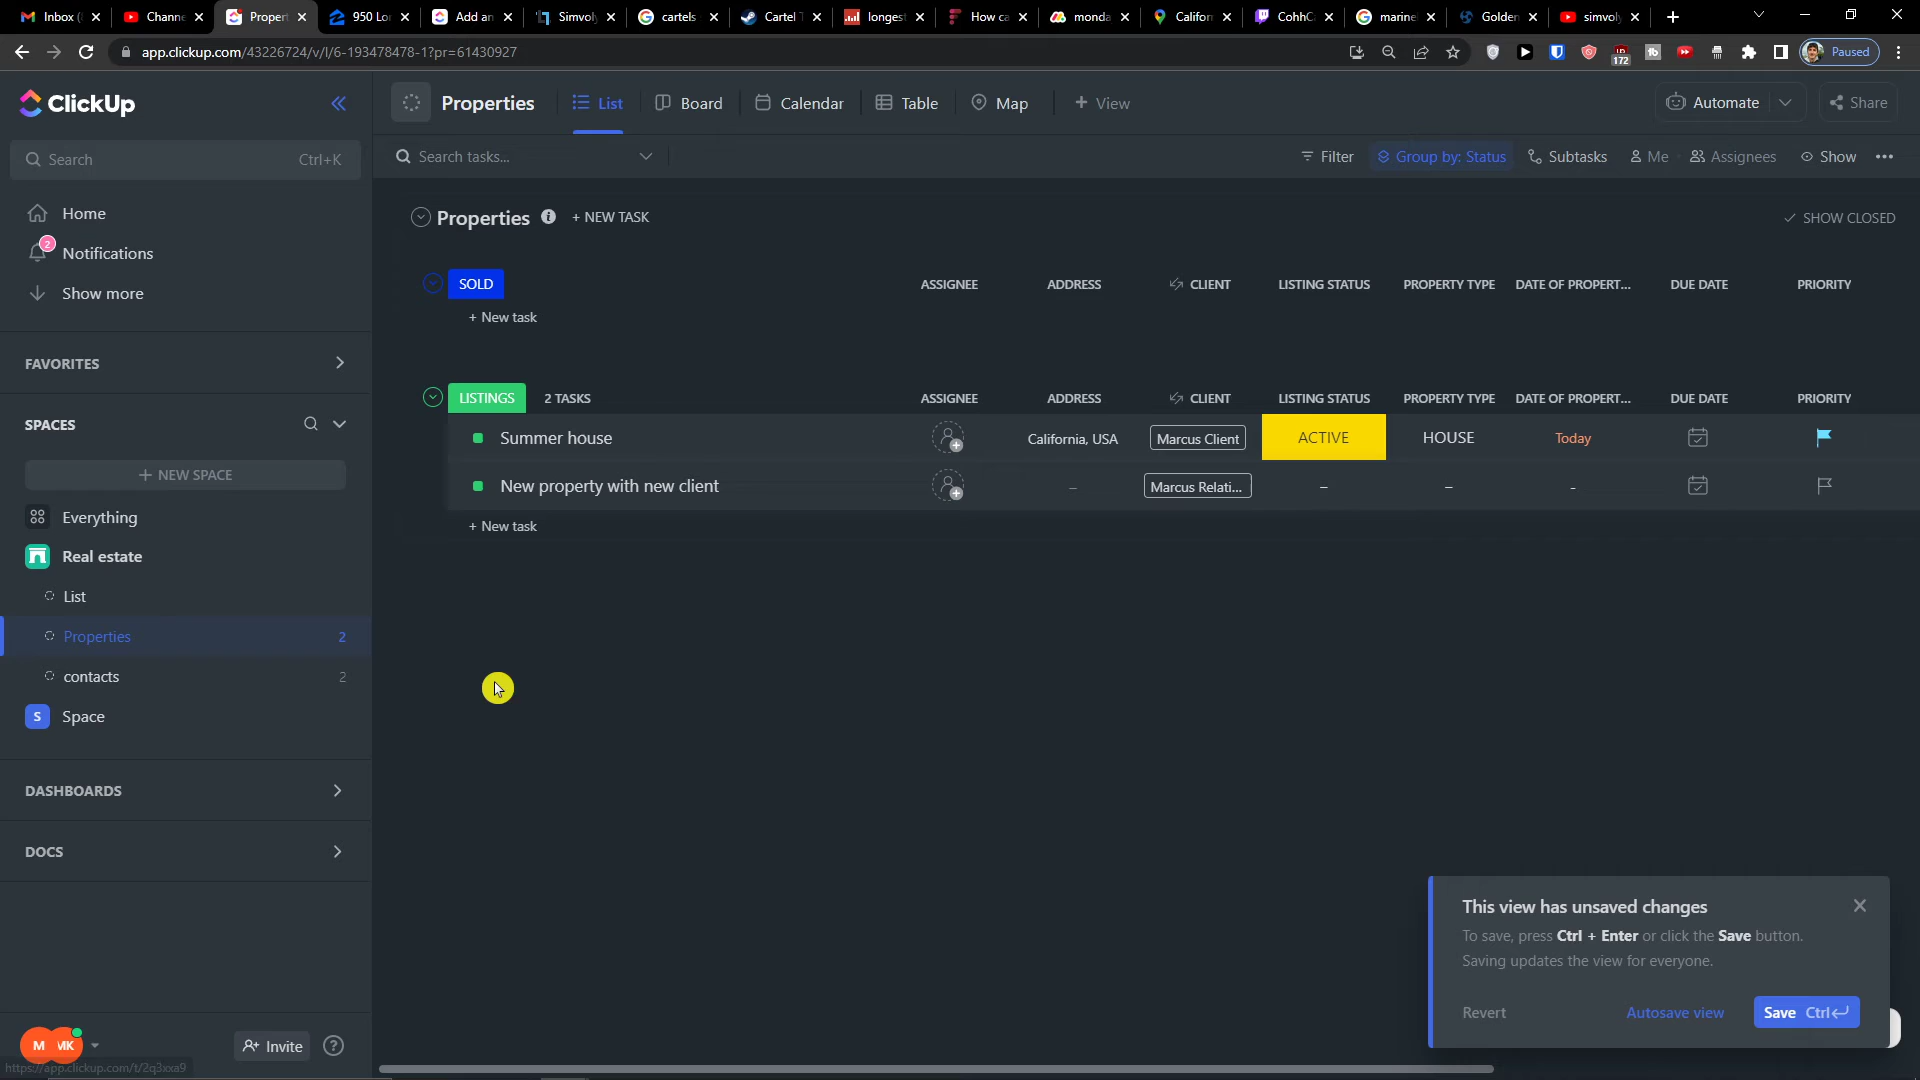 Inbox (
Channe
Propert
950 Lo
Add an
Simvoly
cartels
Cartel T
longest
How ca
monda
Califor
CohhC
marine
Golden
simvoly
app.clickup.com/43226724/v/l/6-193478478-1?pr=61430927
172
Paused
ClickUp
Properties
List
Board
Calendar
Table
Map
+ View
Automate
Share
Search
Ctrl+K
Search tasks...
Filter
Group by: Status
Subtasks
Me
Assignees
Show
Home
2
Notifications
Show more
Properties
+ NEW TASK
SHOW CLOSED
SOLD
ASSIGNEE
ADDRESS
CLIENT
LISTING STATUS
PROPERTY TYPE
DATE OF PROPERT...
DUE DATE
PRIORITY
+ New task
FAVORITES
SPACES
+ NEW SPACE
LISTINGS
2 TASKS
ASSIGNEE
ADDRESS
CLIENT
LISTING STATUS
PROPERTY TYPE
DATE OF PROPERT...
DUE DATE
PRIORITY
Summer house
California, USA
Marcus Client
ACTIVE
HOUSE
Today
New property with new client
–
Marcus Relati...
–
–
-
+ New task
Everything
Real estate
List
Properties
2
contacts
2
S
Space
DASHBOARDS
DOCS
This view has unsaved changes
To save, press Ctrl + Enter or click the Save button.
Saving updates the view for everyone.
Revert
Autosave view
Save Ctrl
M
MK
Invite
?
https://app.clickup.com/t/2q3xxa9